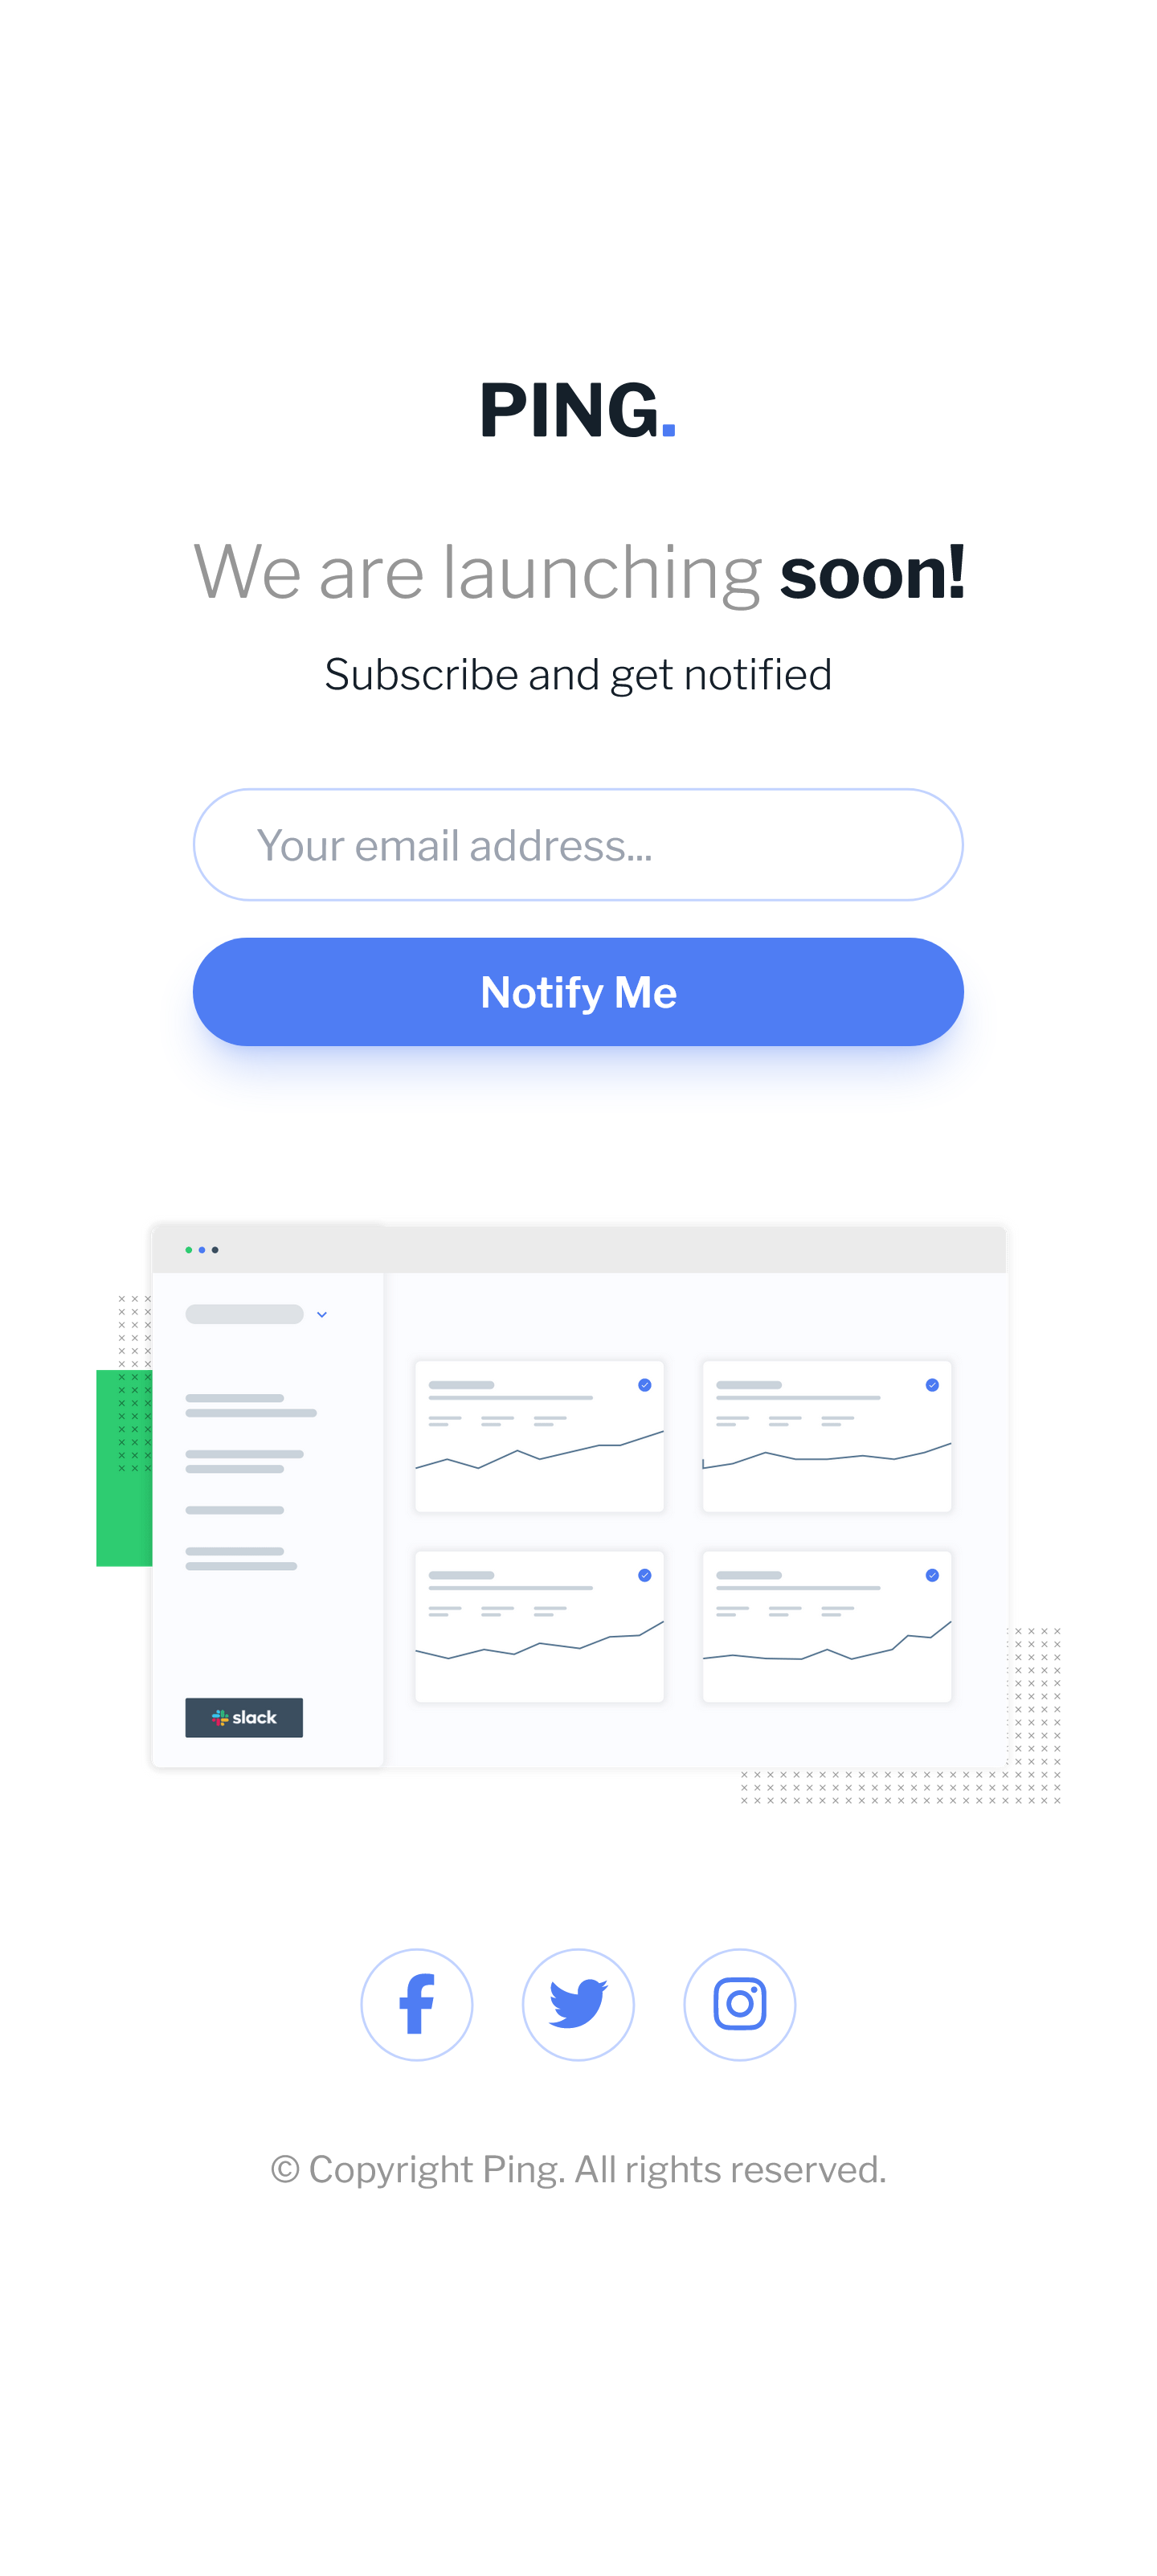 PING.
We are launching soon!
Subscribe and get notified
Your email address...
Notify Me
slack
© Copyright Ping. All rights reserved.